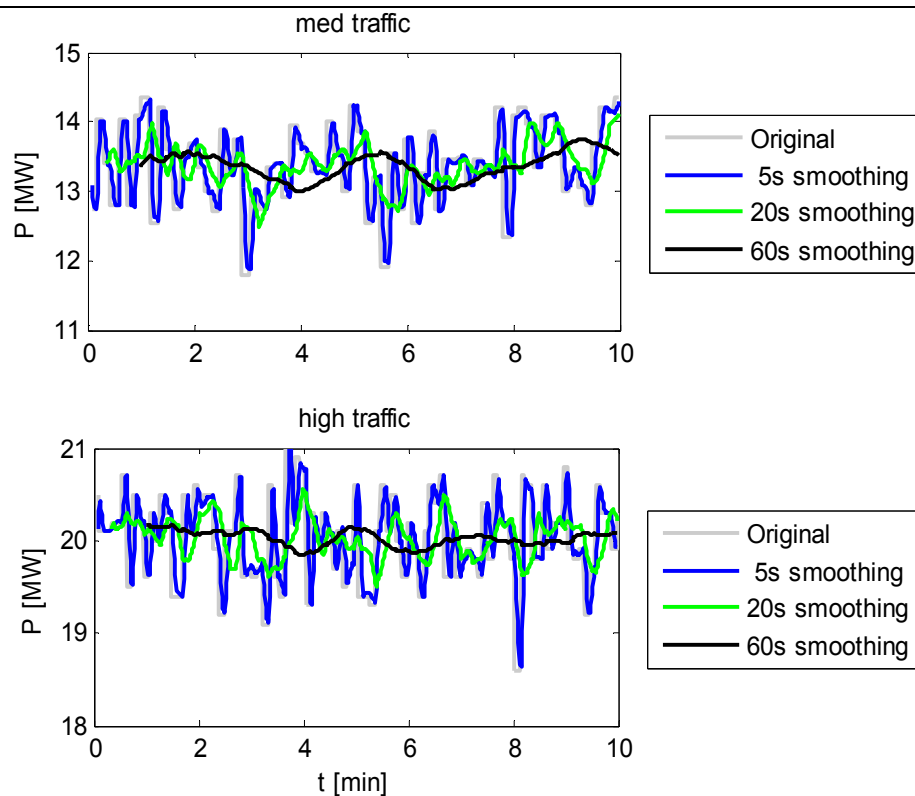 med traffic
15
14
13
12
11
P [MW]
0 2 4 6 8 10
Original
5s smoothing
20s smoothing
60s smoothing
high traffic
21
20
19
18
P [MW]
0 2 4 6 8 10
t [min]
Original
5s smoothing
20s smoothing
60s smoothing